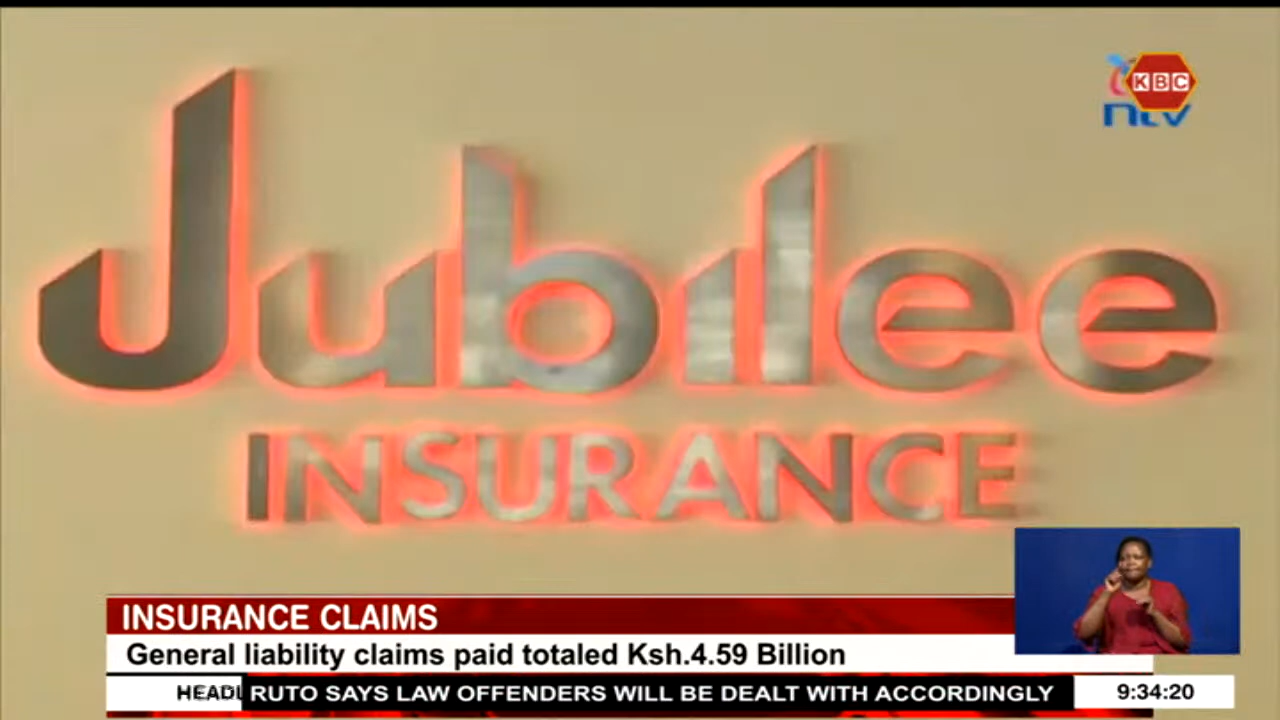 KBC
ntv
Jubilee
INSURANCE
INSURANCE CLAIMS
General liability claims paid totaled Ksh.4.59 Billion
HEADL RUTO SAYS LAW OFFENDERS WILL BE DEALT WITH ACCORDINGLY 9:34:20